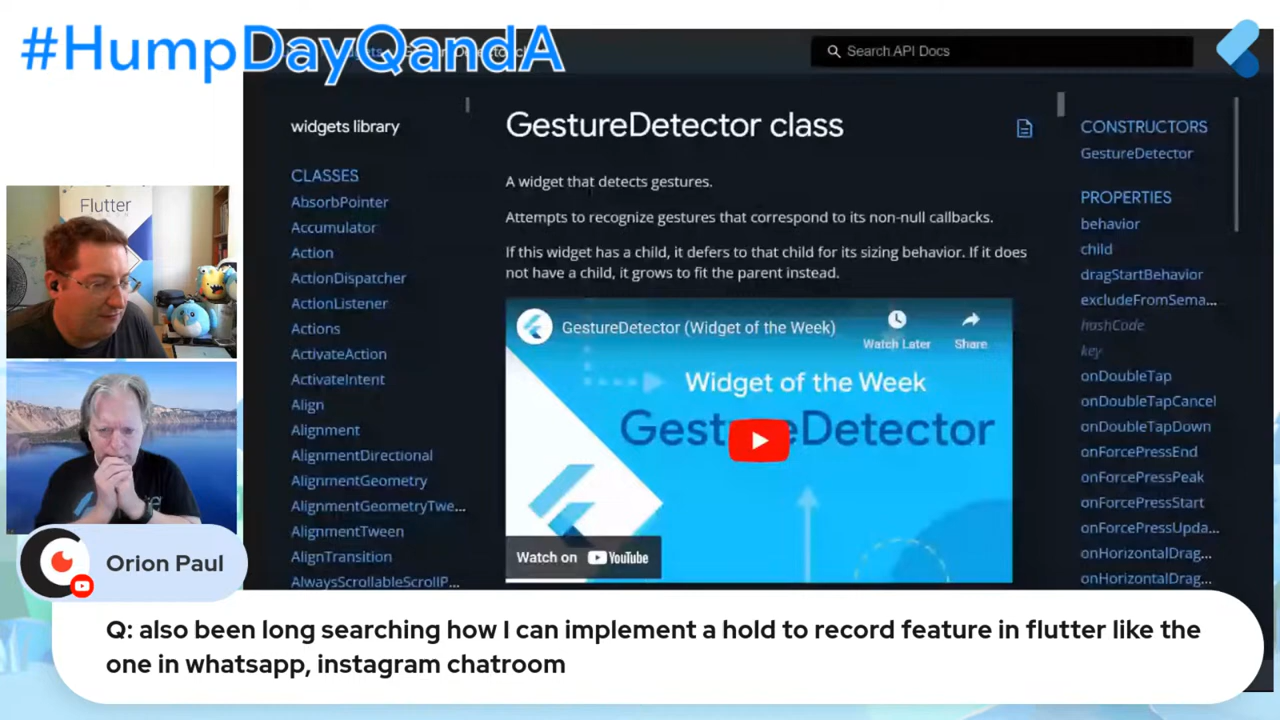 #HumpDayQandA
Search API Docs
widgets library
CLASSES
AbsorbPointer
Accumulator
Action
ActionDispatcher
ActionListener
Actions
ActivateAction
ActivateIntent
Align
Alignment
AlignmentDirectional
AlignmentGeometry
AlignmentGeometryTwe...
AlignmentTween
AlignTransition
AlwaysScrollableScrollP...
GestureDetector class
A widget that detects gestures.
Attempts to recognize gestures that correspond to its non-null callbacks.
If this widget has a child, it defers to that child for its sizing behavior. If it does
not have a child, it grows to fit the parent instead.
GestureDetector (Widget of the Week)
Watch Later
Share
Widget of the Week
GestureDetector
Watch on YouTube
CONSTRUCTORS
GestureDetector
PROPERTIES
behavior
child
dragStartBehavior
excludeFromSema...
hashCode
key
onDoubleTap
onDoubleTapCancel
onDoubleTapDown
onForcePressEnd
onForcePressPeak
onForcePressStart
onForcePressUpda...
onHorizontalDrag...
onHorizontalDrag...
Flutter
Orion Paul
Q: also been long searching how I can implement a hold to record feature in flutter like the
one in whatsapp, instagram chatroom